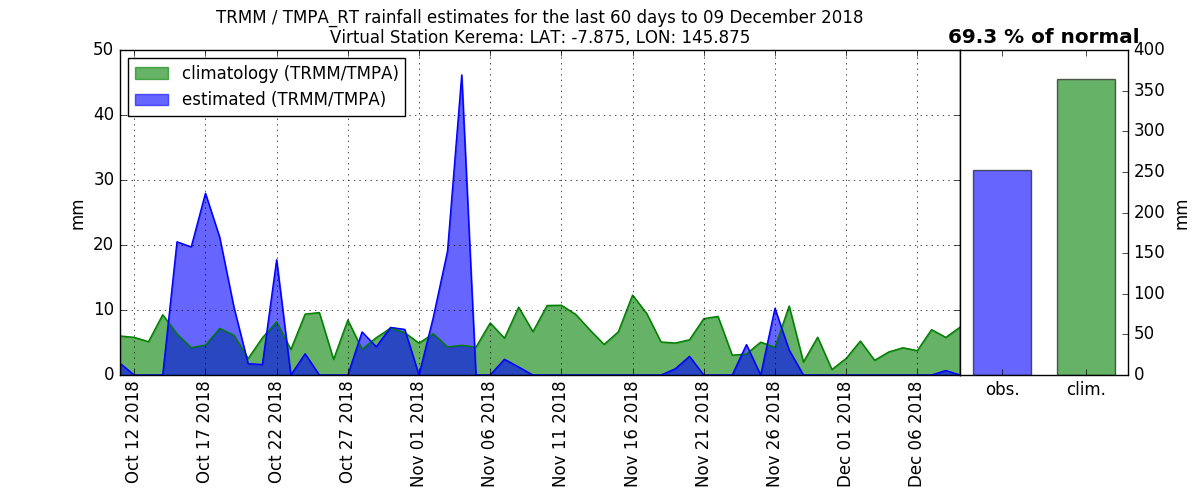 TRMM / TMPA_RT rainfall estimates for the last 60 days to 09 December 2018
Virtual Station Kerema: LAT: -7.875, LON: 145.875
69.3 % of normal
climatology (TRMM/TMPA)
estimated (TRMM/TMPA)
50
40
30
20
10
0
mm
Oct 12 2018
Oct 17 2018
Oct 22 2018
Oct 27 2018
Nov 01 2018
Nov 06 2018
Nov 11 2018
Nov 16 2018
Nov 21 2018
Nov 26 2018
Dec 01 2018
Dec 06 2018
400
350
300
250
200
150
100
50
0
mm
obs.
clim.